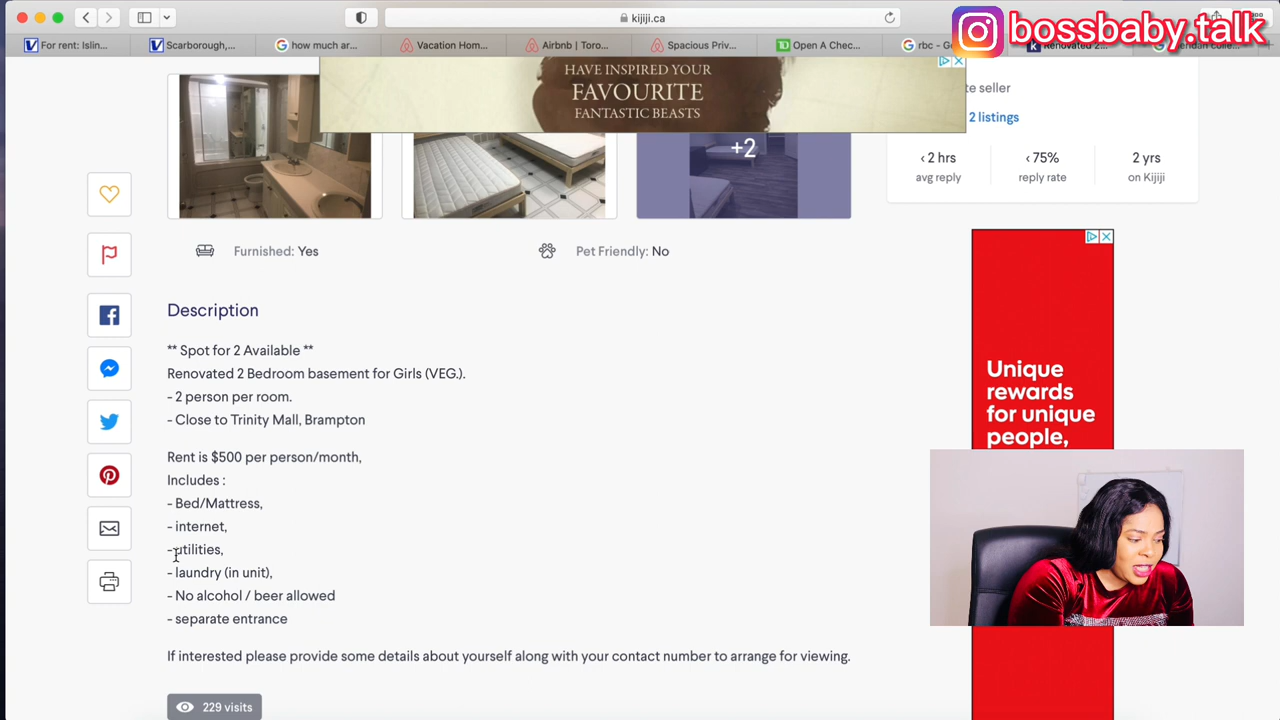 kijiji.ca
bossbaby.talk
For rent: Islin...
Scarborough,...
how much ar...
Vacation Hom...
Airbnb | Toro...
Spacious Priv...
Open A Chec...
rbc - G
Renovated 2...
HAVE INSPIRED YOUR
FAVOURITE
FANTASTIC BEASTS
te seller
2 listings
+2
< 2 hrs
avg reply
< 75%
reply rate
2 yrs
on Kijiji
Furnished: Yes
Pet Friendly: No
Description
** Spot for 2 Available **
Renovated 2 Bedroom basement for Girls (VEG.).
- 2 person per room.
- Close to Trinity Mall, Brampton
Rent is $500 per person/month,
Includes :
- Bed/Mattress,
- internet,
- utilities,
- laundry (in unit),
- No alcohol / beer allowed
- separate entrance
If interested please provide some details about yourself along with your contact number to arrange for viewing.
229 visits
Unique
rewards
for unique
people,